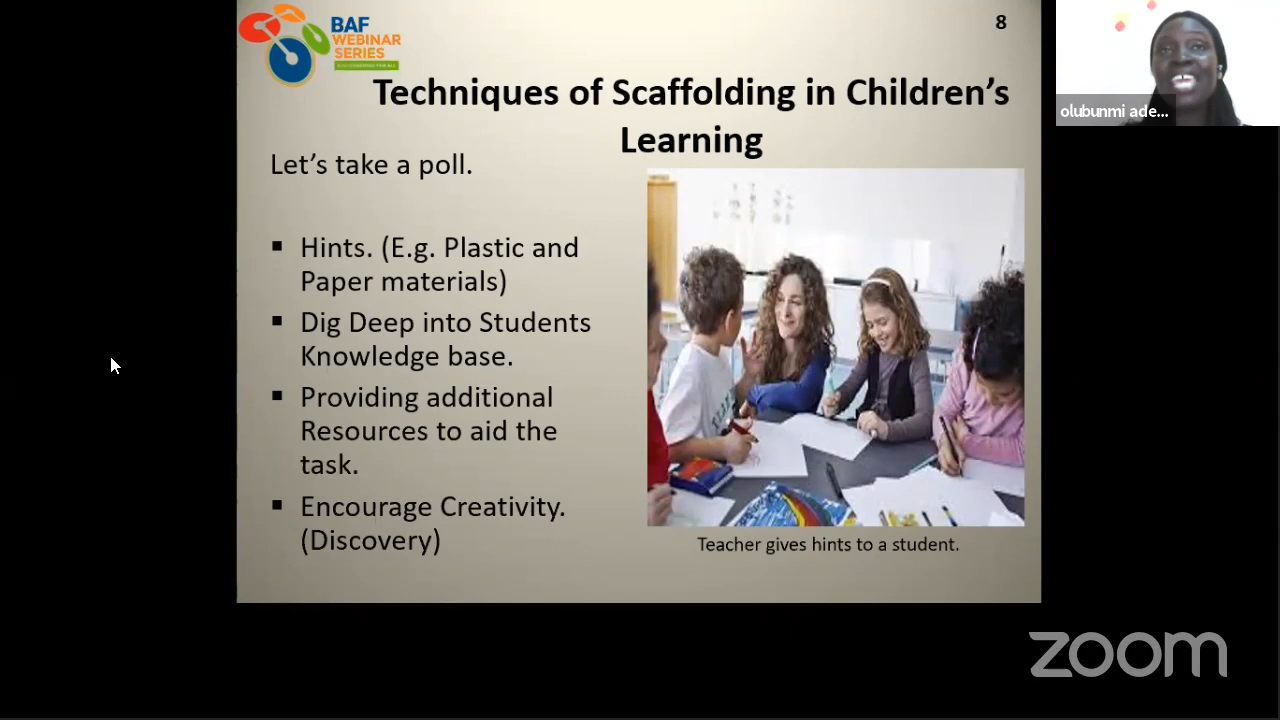 BAF
WEBINAR
SERIES
8
olubunmi ade...
Techniques of Scaffolding in Children’s
Learning
Let’s take a poll.
Hints. (E.g. Plastic and
Paper materials)
Dig Deep into Students
Knowledge base.
Providing additional
Resources to aid the
task.
Encourage Creativity.
(Discovery)
Teacher gives hints to a student.
zoom